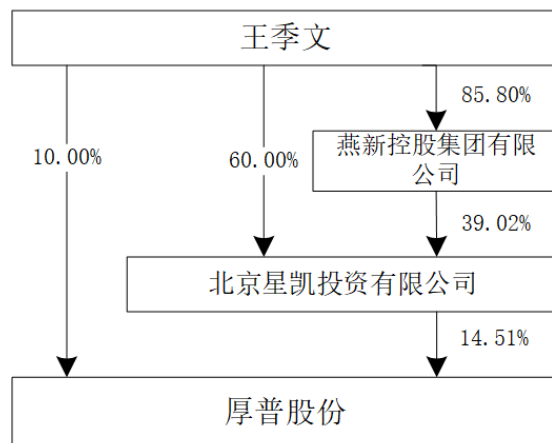 王季文
85.80%
燕新控股集团有限
公司
10.00%
60.00%
39.02%
北京星凯投资有限公司
14.51%
厚普股份